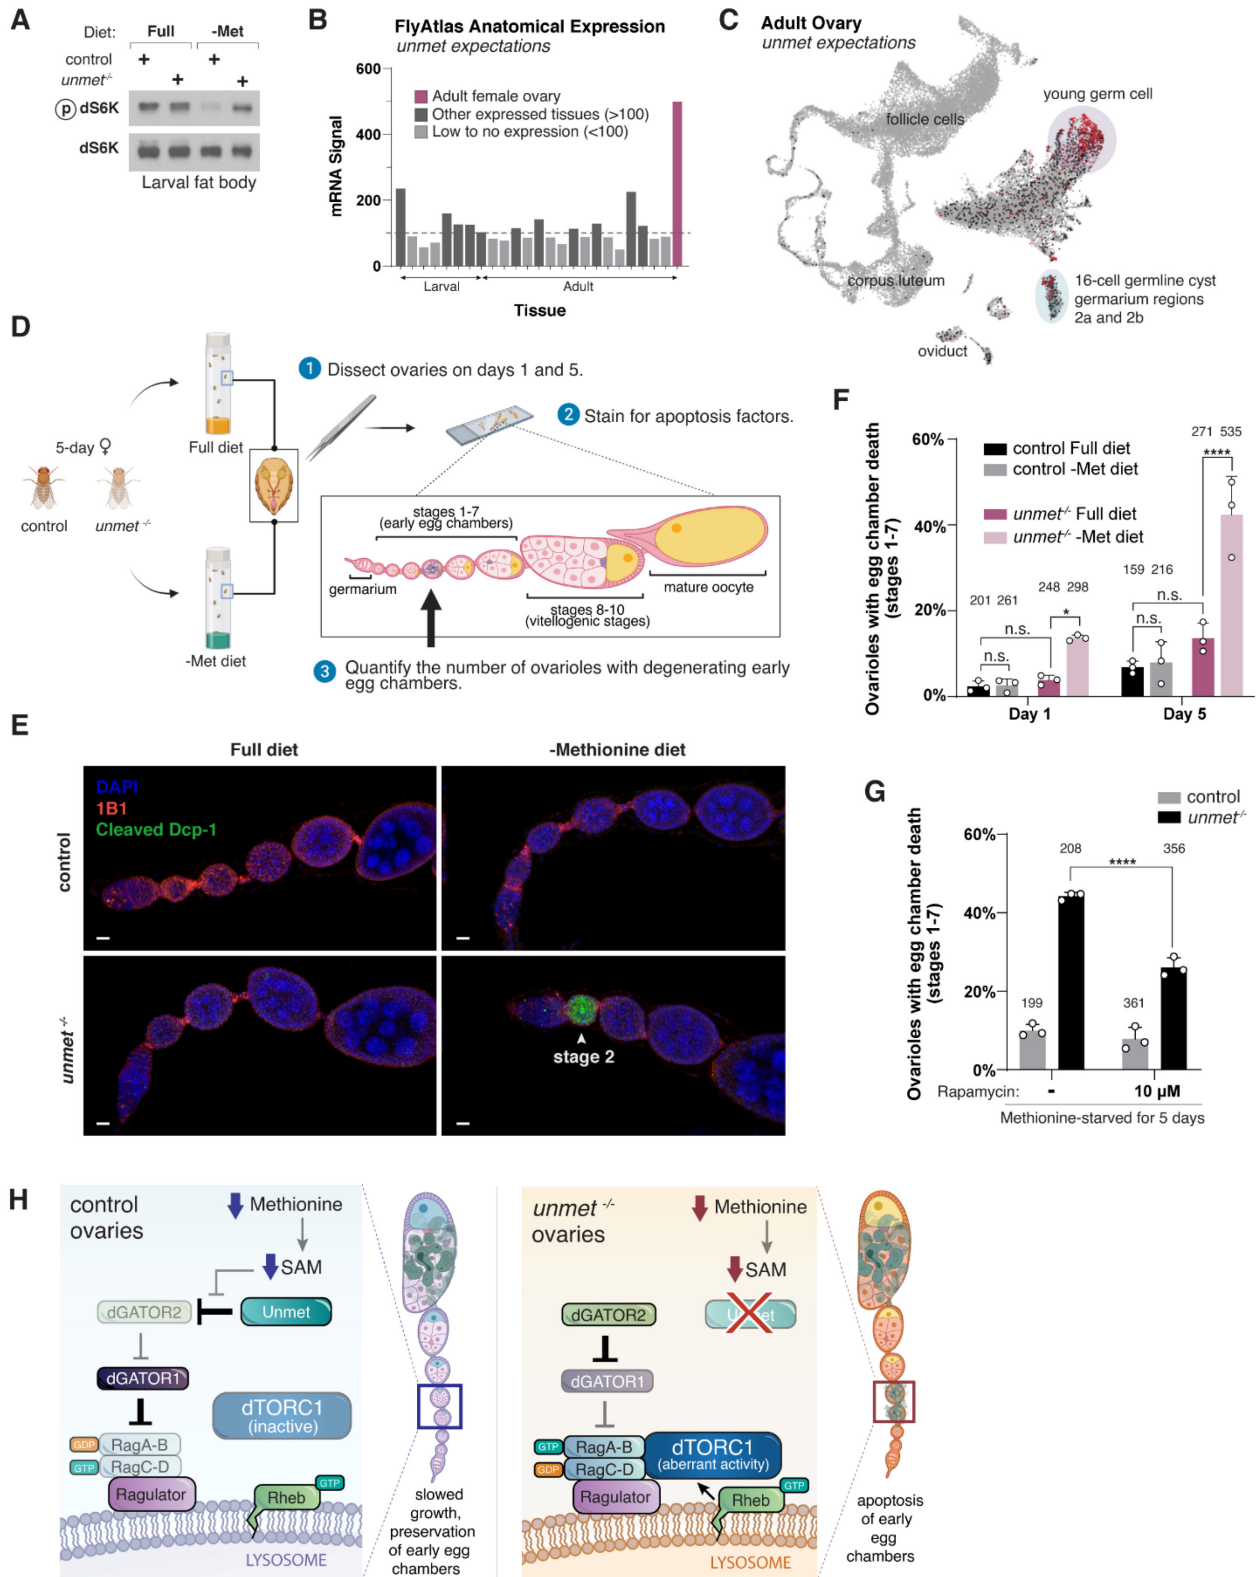 A
Diet: Full -Met
control + +
unmet-/- + +
p dS6K
dS6K
Larval fat body
B
FlyAtlas Anatomical Expression
unmet expectations
mRNA Signal
600
400
200
0
Adult female ovary
Other expressed tissues (>100)
Low to no expression (<100)
Larval
Adult
Tissue
C
Adult Ovary
unmet expectations
young germ cell
follicle cells
corpus luteum
16-cell germline cyst
germarium regions
2a and 2b
oviduct
D
5-day ♀
control
unmet -/-
Full diet
-Met diet
1 Dissect ovaries on days 1 and 5.
2 Stain for apoptosis factors.
stages 1-7
(early egg chambers)
germarium
stages 8-10
(vitellogenic stages)
mature oocyte
3 Quantify the number of ovarioles with degenerating early
egg chambers.
E
Full diet
-Methionine diet
DAPI
1B1
Cleaved Dcp-1
control
unmet -/-
stage 2
F
Ovarioles with egg chamber death
(stages 1-7)
60%
40%
20%
0%
control Full diet
control -Met diet
unmet-/- Full diet
unmet-/- -Met diet
201 261
248 298
159 216
271 535
n.s.
n.s.
*
n.s.
n.s.
****
Day 1
Day 5
G
control
unmet-/-
Ovarioles with egg chamber death
(stages 1-7)
60%
40%
20%
0%
199
208
361
356
****
Rapamycin: - 10 µM
Methionine-starved for 5 days
H
control
ovaries
Methionine
SAM
dGATOR2
Unmet
dGATOR1
dTORC1
(inactive)
GDP
RagA-B
GTP
RagC-D
Ragulator
Rheb
GTP
LYSOSOME
slowed
growth,
preservation
of early egg
chambers
unmet -/-
ovaries
Methionine
SAM
dGATOR2
Unmet
dGATOR1
GTP
RagA-B
GDP
RagC-D
dTORC1
(aberrant activity)
Ragulator
Rheb
GTP
LYSOSOME
apoptosis
of early
egg
chambers